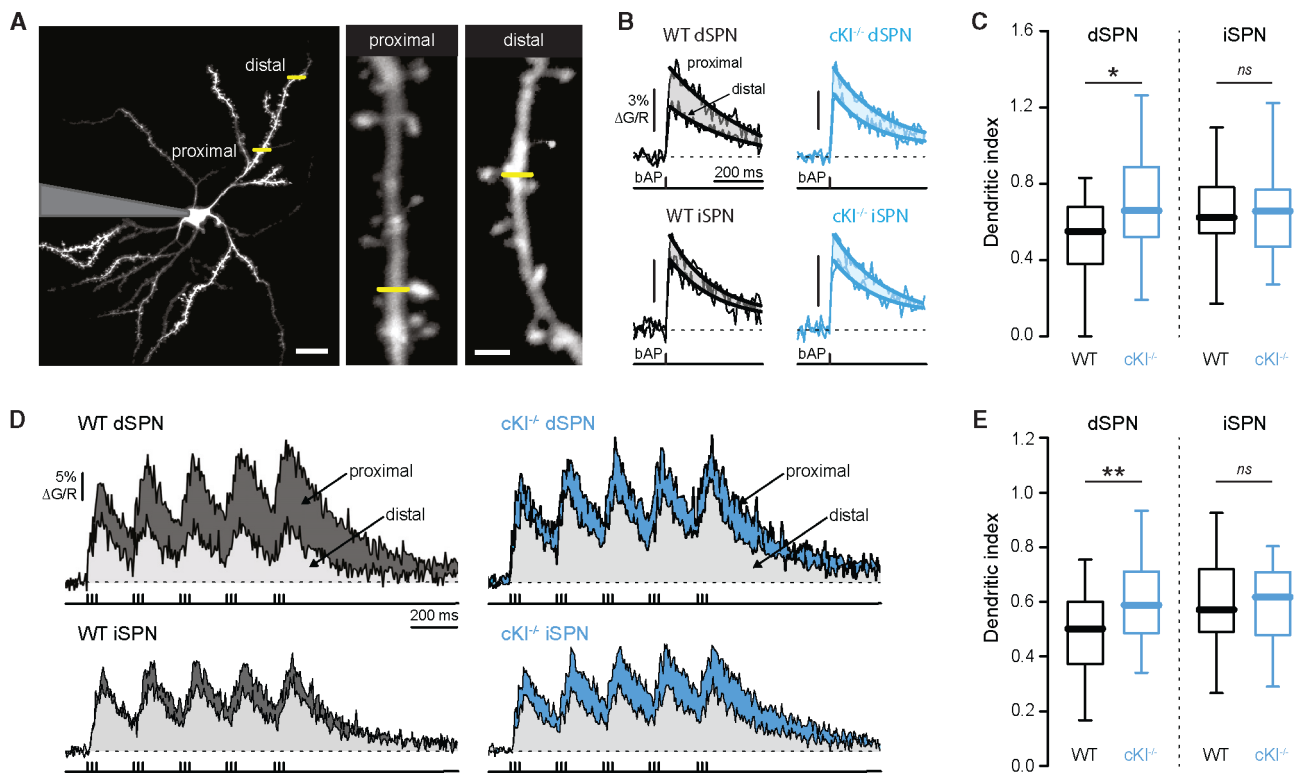 A
distal
proximal
proximal
distal
B
WT dSPN
proximal
distal
3%
ΔG/R
bAP
200 ms
cKI-/- dSPN
bAP
WT iSPN
bAP
cKI-/- iSPN
bAP
C
dSPN
iSPN
*
ns
Dendritic index
1.6
1.2
0.8
0.4
0.0
WT
cKI-/-
WT
cKI-/-
D
WT dSPN
5%
ΔG/R
proximal
distal
200 ms
cKI-/- dSPN
proximal
distal
WT iSPN
cKI-/- iSPN
E
dSPN
iSPN
**
ns
Dendritic index
1.2
1.0
0.8
0.6
0.4
0.2
0.0
WT
cKI-/-
WT
cKI-/-